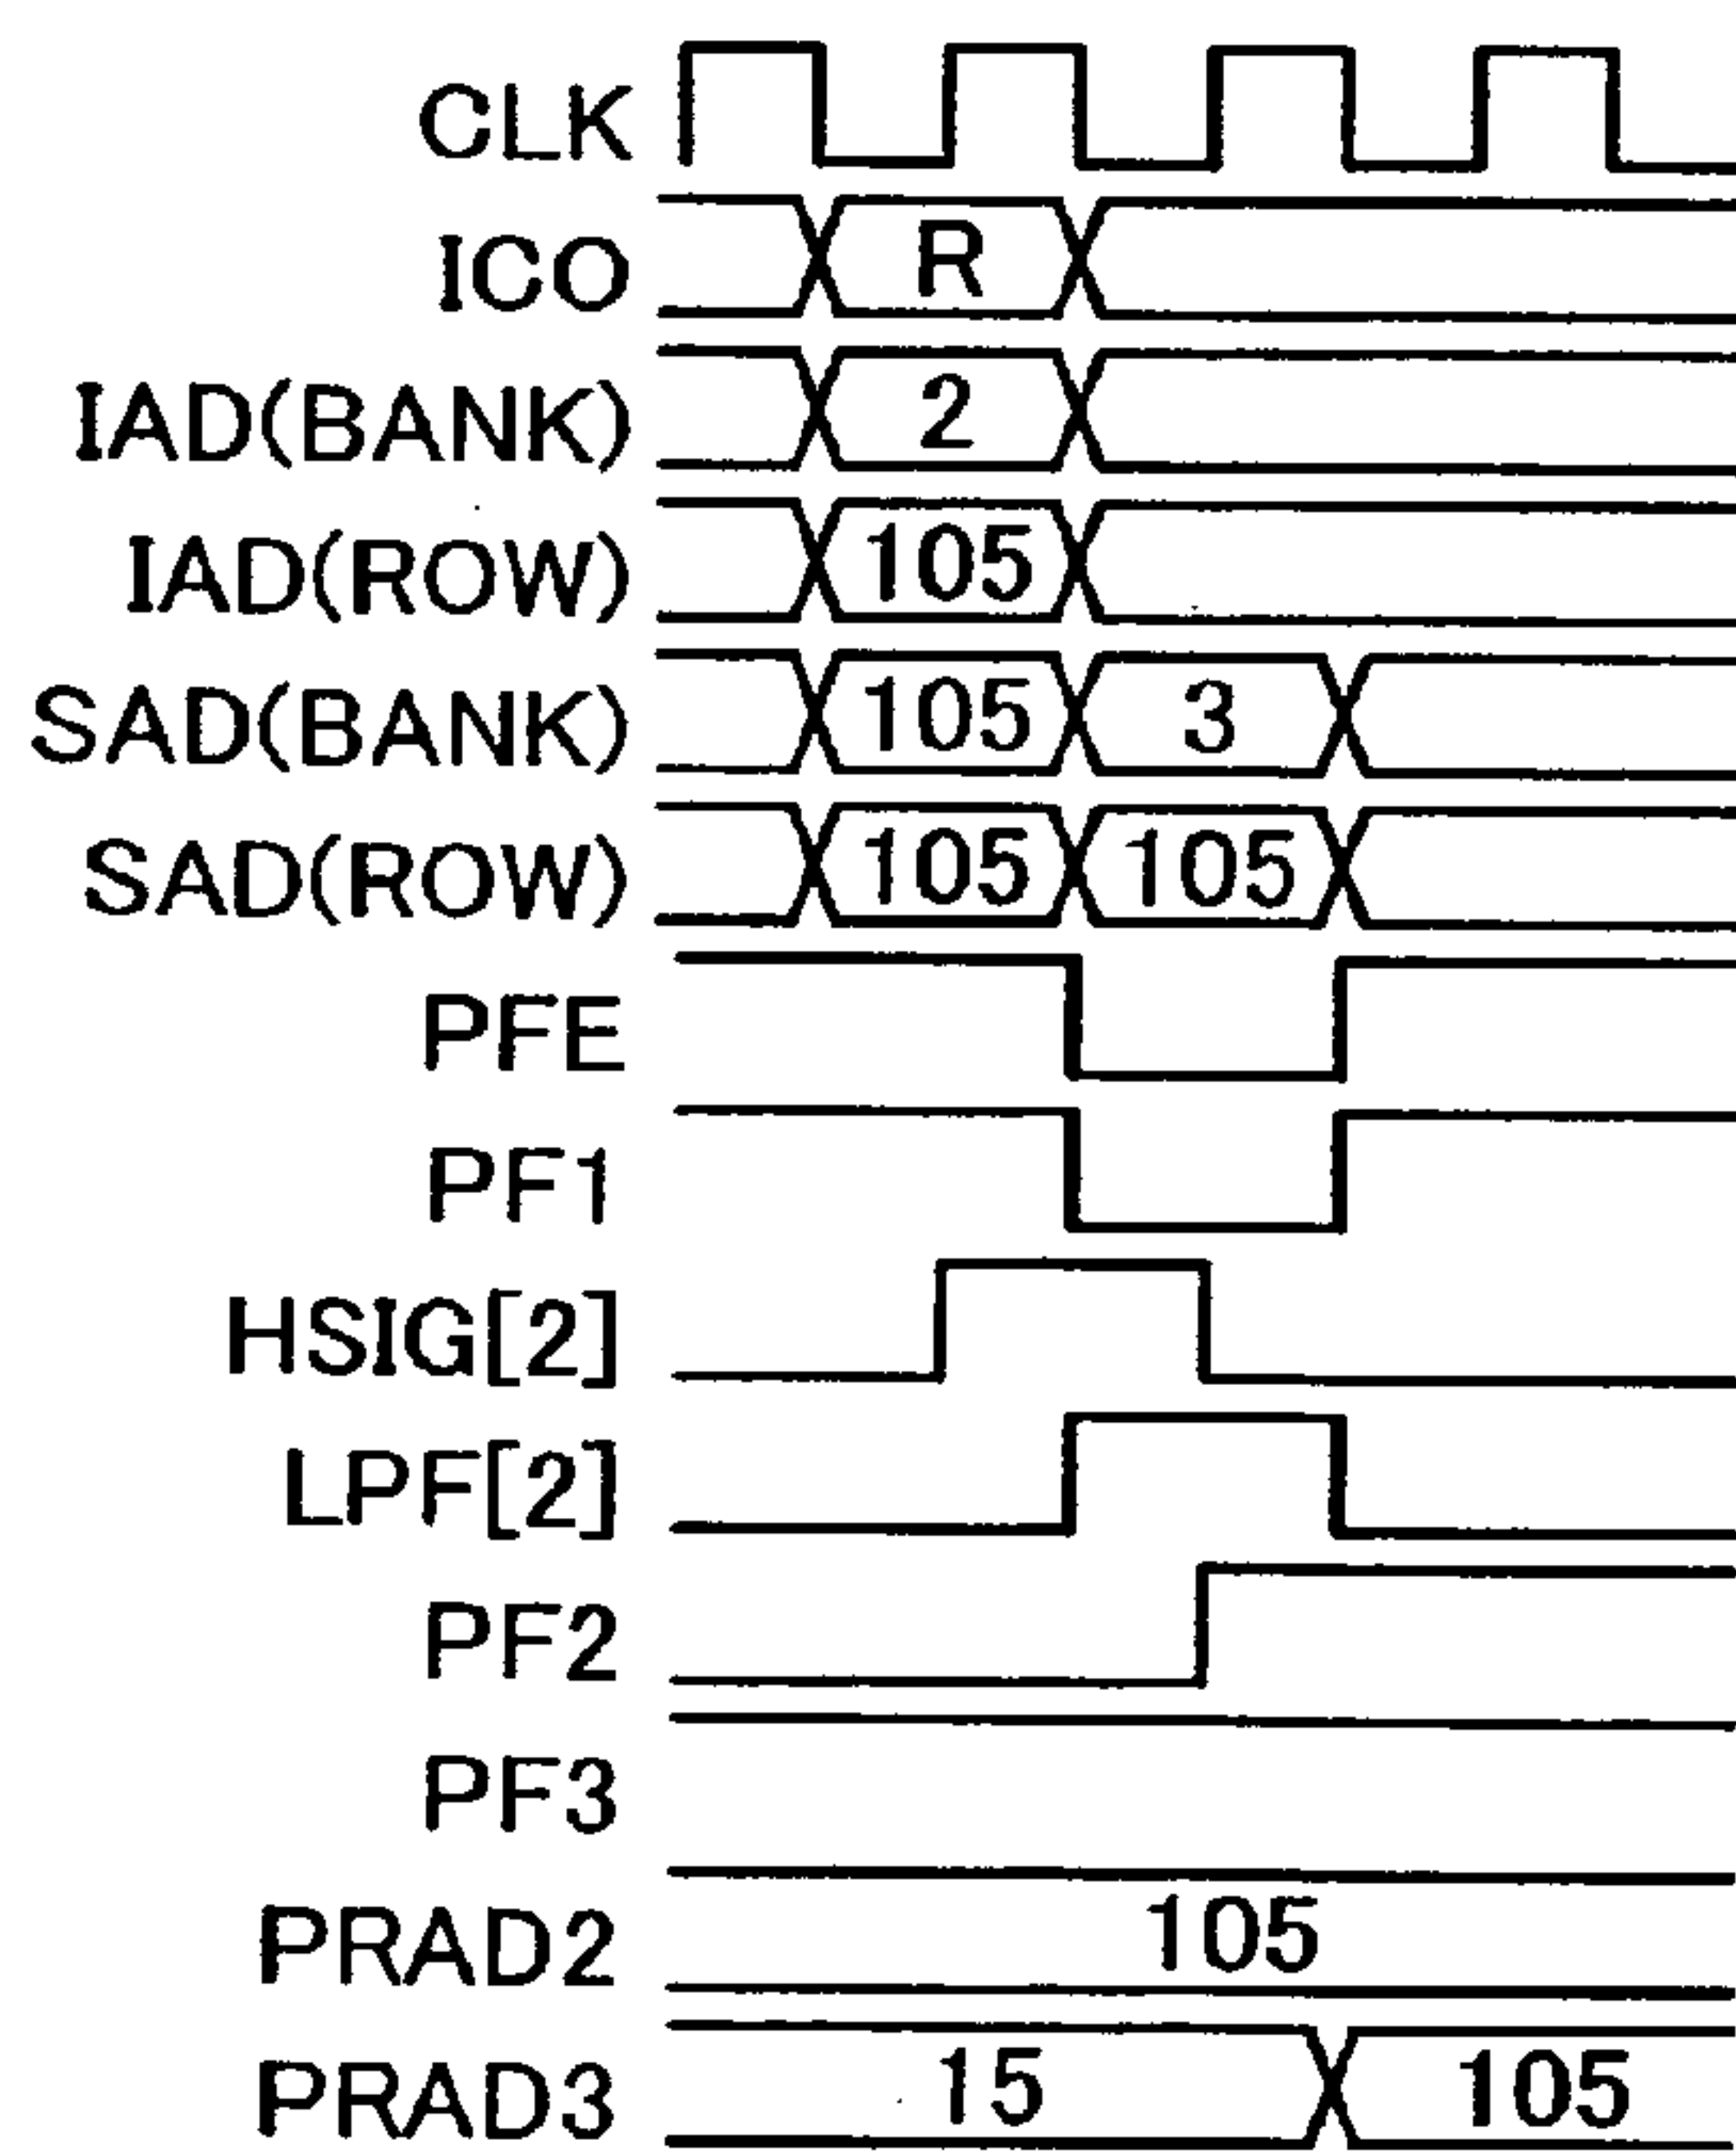 CLK
ICO R
IAD(BANK) 2
IAD(ROW) 105
SAD(BANK) 105 3
SAD(ROW) 105 105
PFE
PF1
HSIG[2]
LPF[2]
PF2
PF3
PRAD2 105
PRAD3 15 105